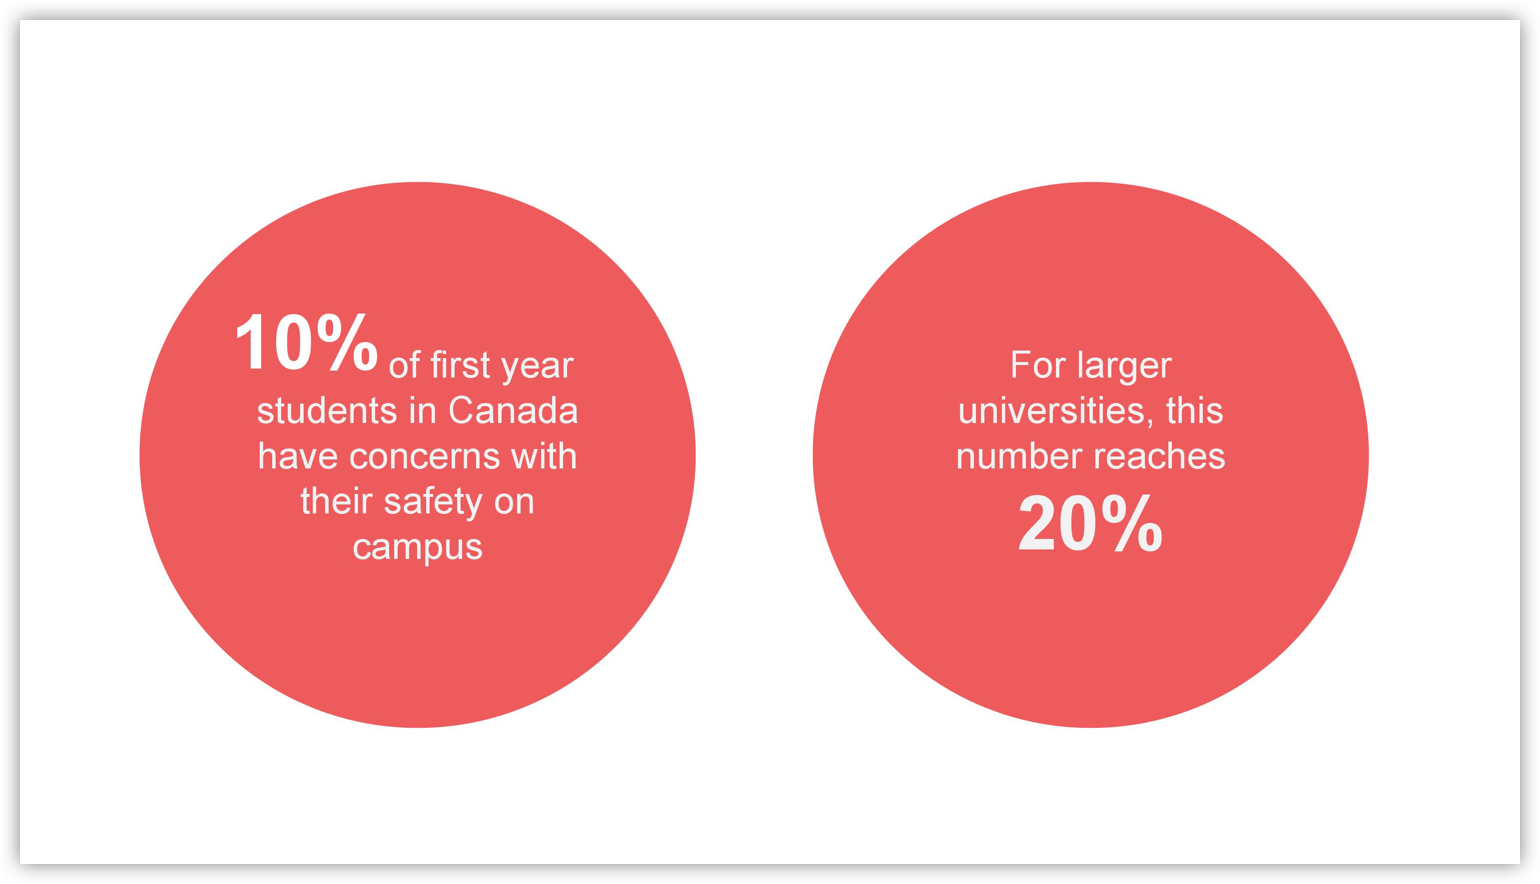 10% of first year
students in Canada
have concerns with
their safety on
campus
For larger
universities, this
number reaches
20%